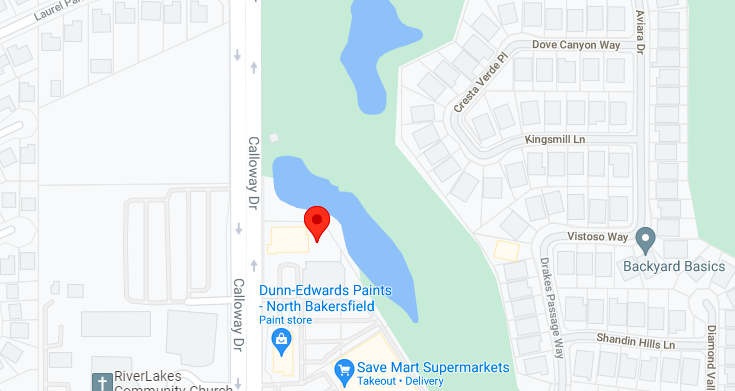 Laurel Pa
Aviara Dr
Dove Canyon Way
Cresta Verde Pl
Calloway Dr
Kingsmill Ln
Vistoso Way
Backyard Basics
Drakes Passage Way
Calloway Dr
Dunn-Edwards Paints
- North Bakersfield
Paint store
Shandin Hills Ln
Diamond Val
Save Mart Supermarkets
Takeout • Delivery
RiverLakes
Community Church